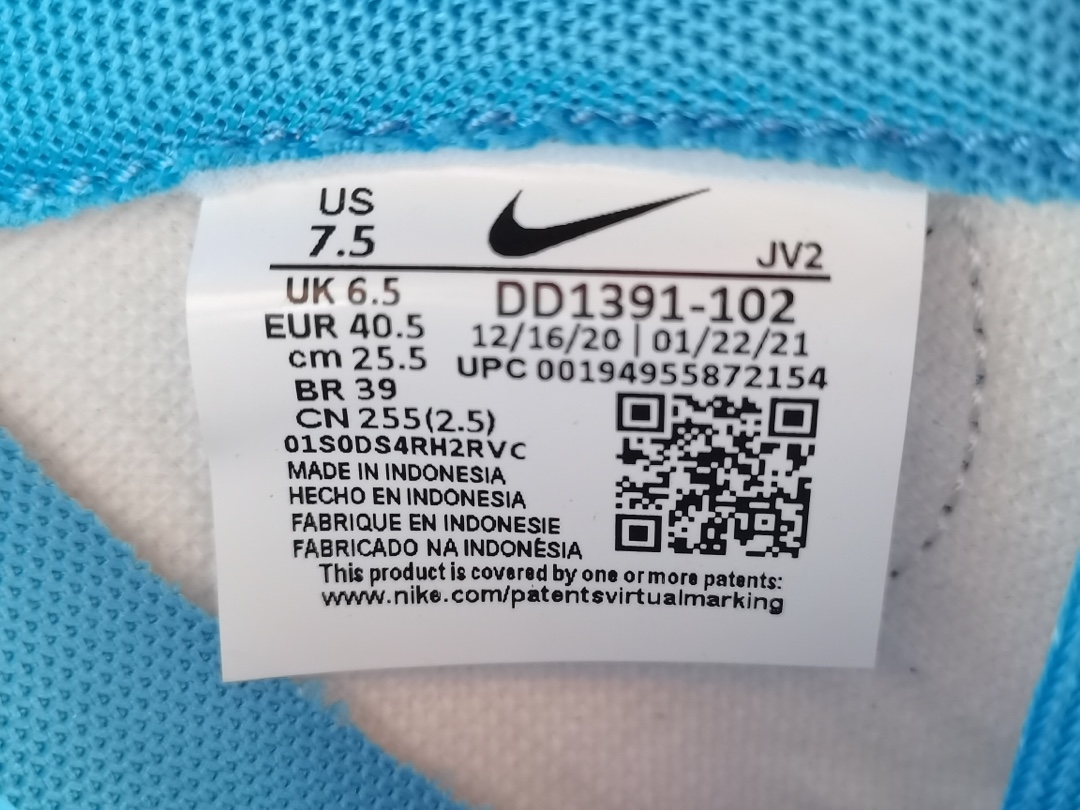 US
7.5
JV2
UK 6.5
EUR 40.5
cm 25.5
BR 39
CN 255(2.5)
DD1391-102
12/16/20 | 01/22/21
UPC 00194955872154
01S0DS4RH2RVC
MADE IN INDONESIA
HECHO EN INDONESIA
FABRIQUE EN INDONESIE
FABRICADO NA INDONÉSIA
This product is covered by one or more patents:
www.nike.com/patentsvirtualmarking